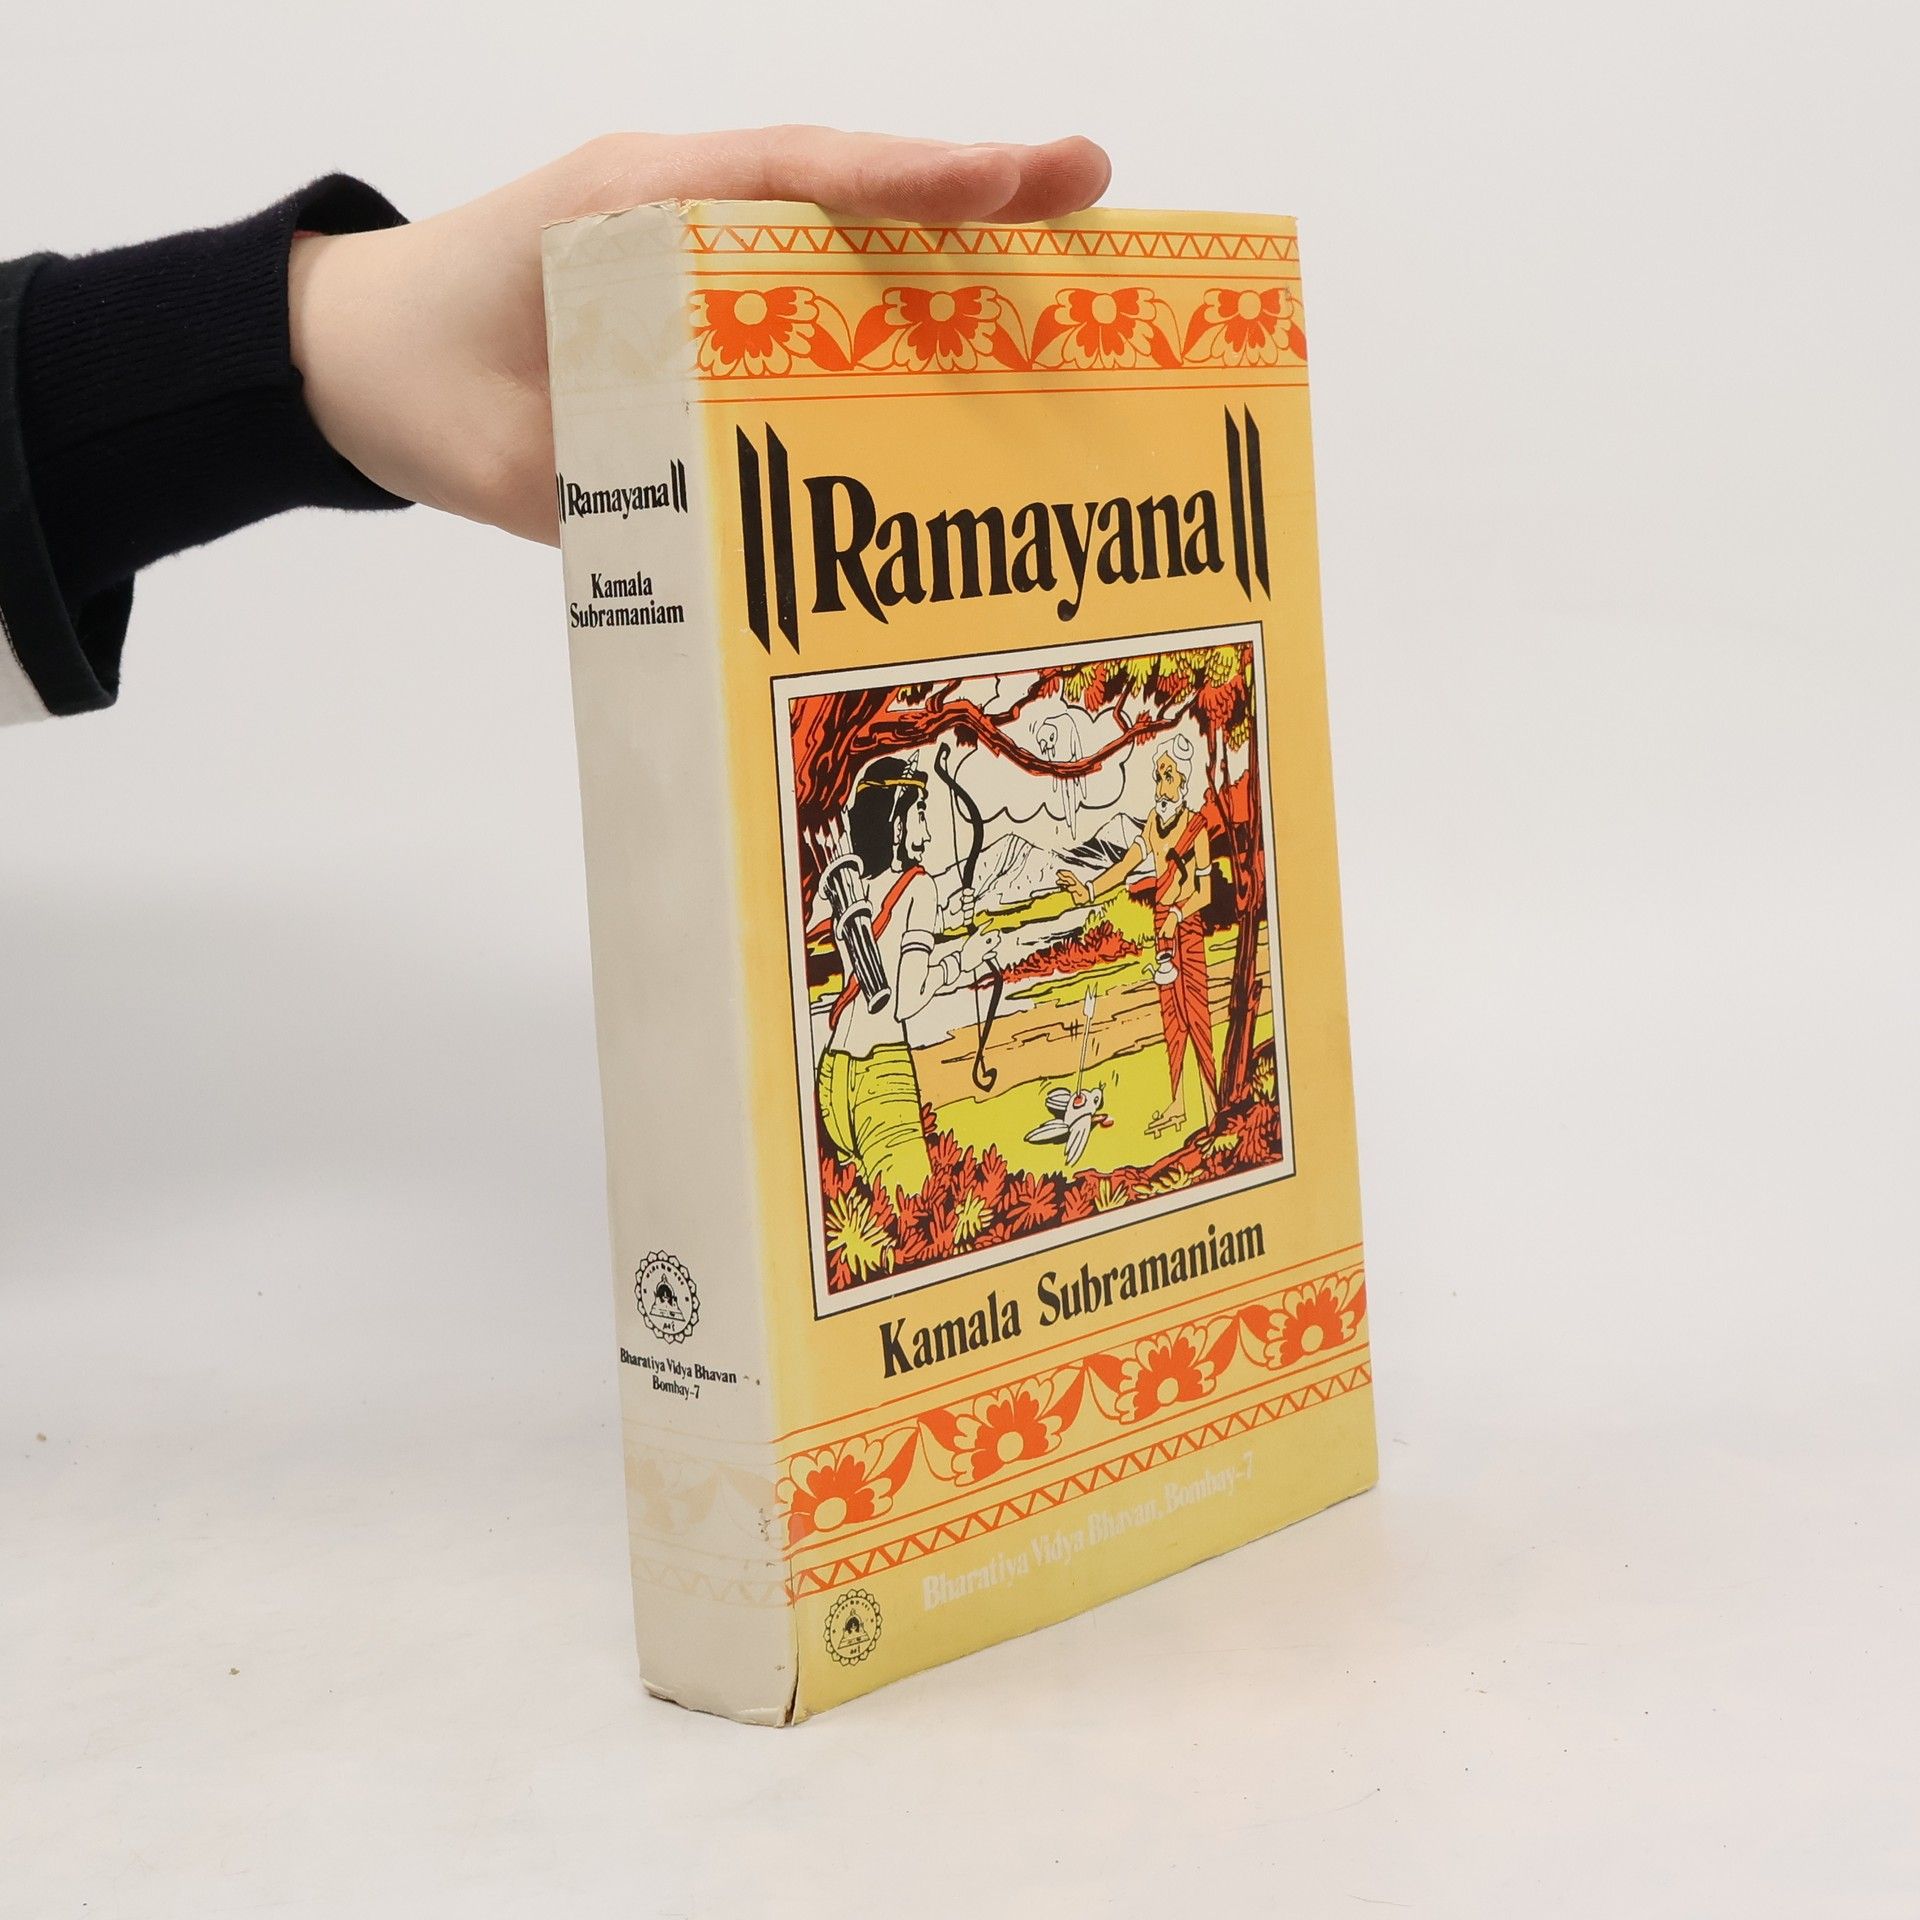 ||Ramayana||
Kamala
Subramaniam
Bharatiya Vidya Bhavan
Bombay-7
||Ramayana||
Kamala Subramaniam
Bharatiya Vidya Bhavan, Bombay-7